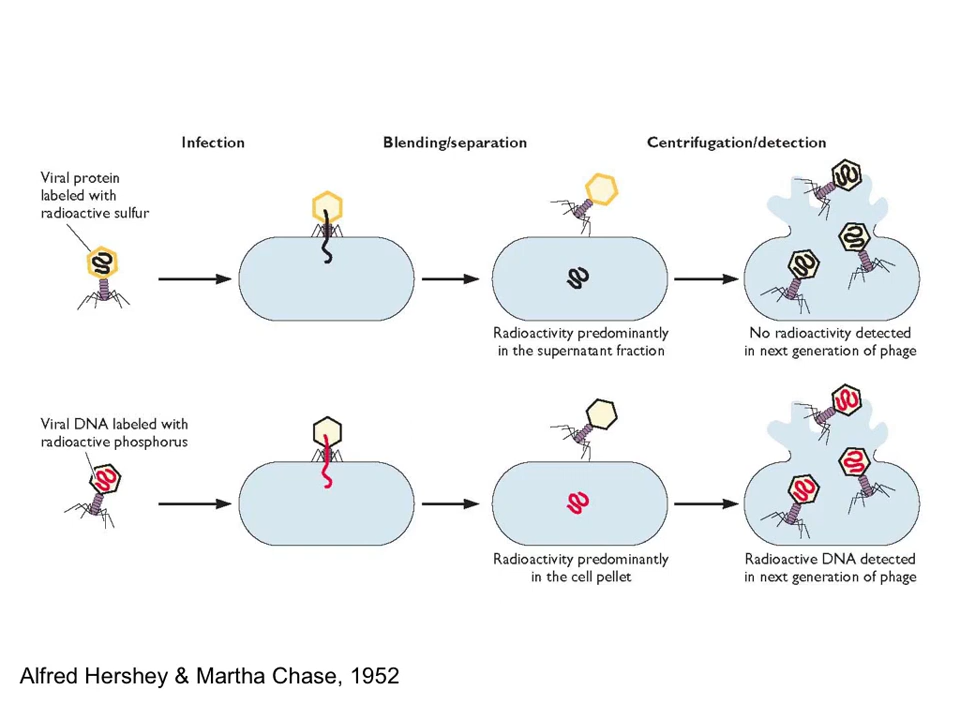 Infection
Blending/separation
Centrifugation/detection
Viral protein
labeled with
radioactive sulfur
Radioactivity predominantly
in the supernatant fraction
No radioactivity detected
in next generation of phage
Viral DNA labeled with
radioactive phosphorus
Radioactivity predominantly
in the cell pellet
Radioactive DNA detected
in next generation of phage
Alfred Hershey & Martha Chase, 1952